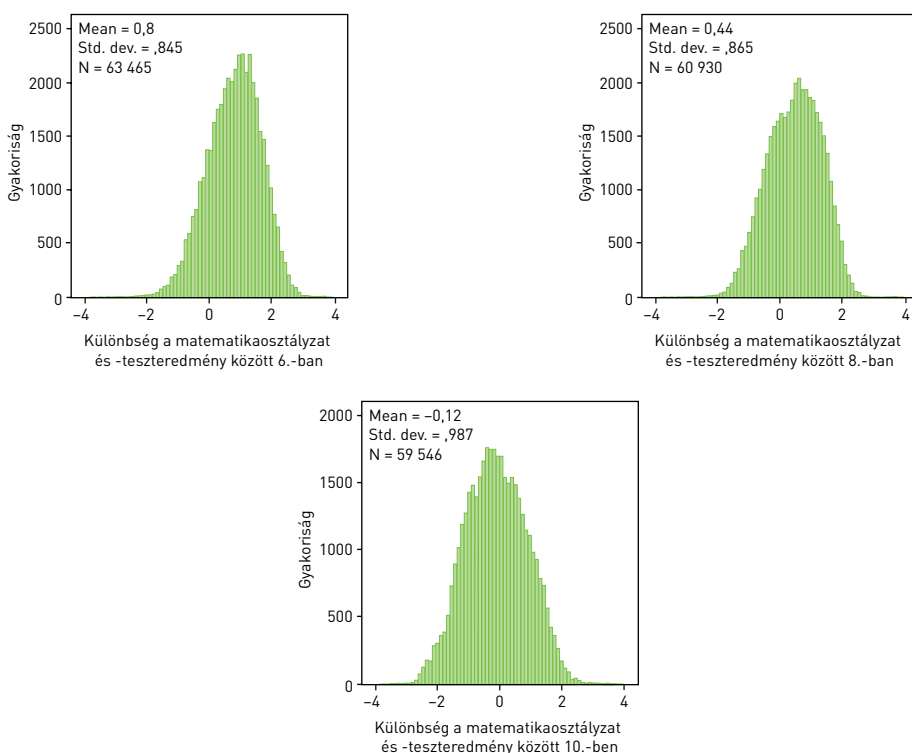 2500
2000
1500
1000
500
0
Gyakoriság
Mean = 0,8
Std. dev. = ,845
N = 63 465
−4 −2 0 2 4
Különbség a matematikaosztályzat
és -teszteredmény között 6.-ban
2500
2000
1500
1000
500
0
Gyakoriság
Mean = 0,44
Std. dev. = ,865
N = 60 930
−4 −2 0 2 4
Különbség a matematikaosztályzat
és -teszteredmény között 8.-ban
2000
1500
1000
500
0
Gyakoriság
Mean = −0,12
Std. dev. = ,987
N = 59 546
−4 −2 0 2 4
Különbség a matematikaosztályzat
és -teszteredmény között 10.-ben